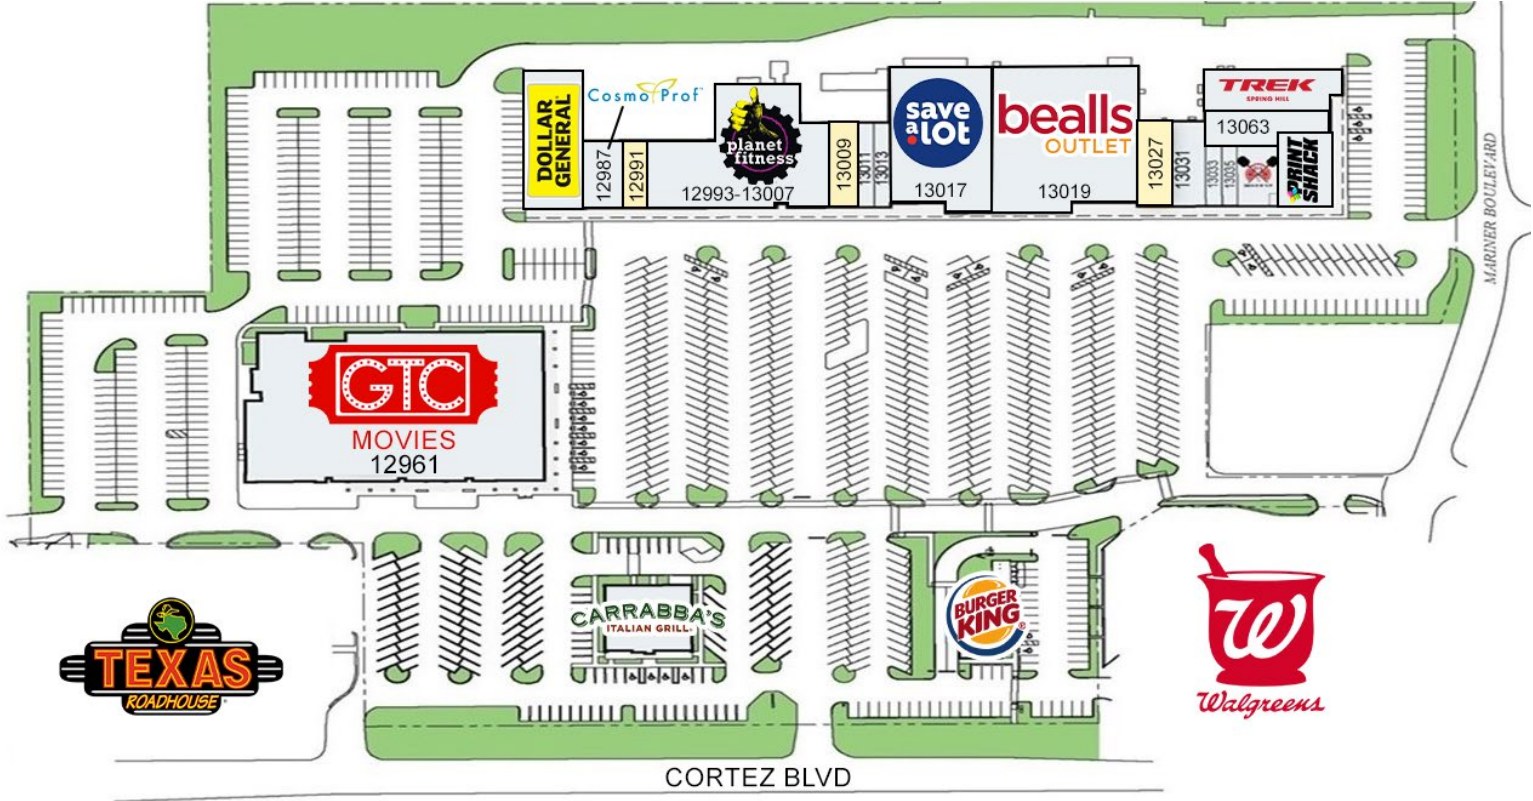 DOLLAR
GENERAL
CosmoProf
12987
12991
planet
fitness
12993-13007
13009
13011
13013
save
a
lot
13017
bealls
OUTLET
13019
13027
13031
13033
13035
TREK
SPRING HILL
13063
PRINT
SHACK
MARINER BOULEVARD
GTC
MOVIES
12961
TEXAS
ROADHOUSE
CARRABBA'S
ITALIAN GRILL
BURGER
KING
W
Walgreens
CORTEZ BLVD